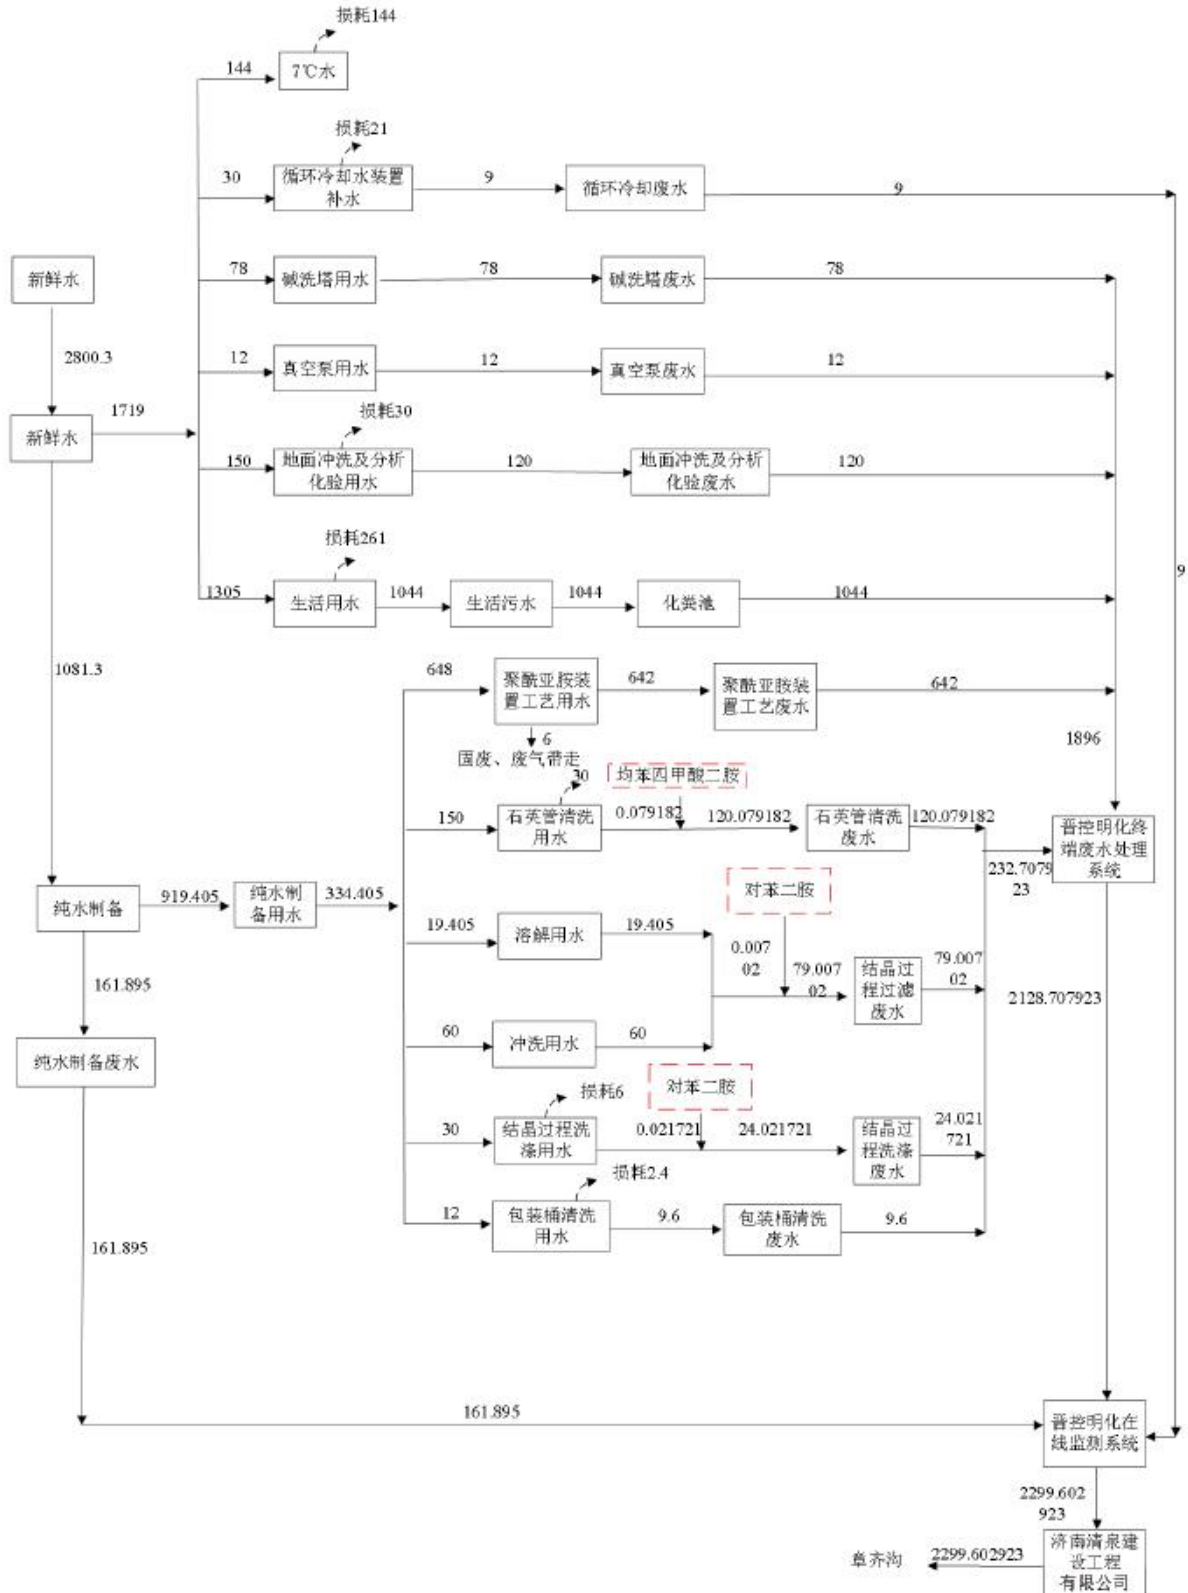 损耗144
144
7℃水
损耗21
30
循环冷却水装置
补水
9
循环冷却废水
9
新鲜水
78
碱洗塔用水
78
碱洗塔废水
78
2800.3
12
真空泵用水
12
真空泵废水
12
1719
新鲜水
损耗30
150
地面冲洗及分析
化验用水
120
地面冲洗及分析
化验废水
120
损耗261
1305
生活用水
1044
生活污水
1044
化粪池
1044
9
1081.3
648
聚酰亚胺装
置工艺用水
642
聚酰亚胺装
置工艺废水
642
6
固废、废气带走
1896
30
均苯四甲酸二胺
150
石英管清洗
用水
0.079182
120.079182
石英管清洗
废水
120.079182
晋控明化终
端废水处理
系统
232.7079
23
对苯二胺
纯水制备
919.405
纯水制
备用水
334.405
19.405
溶解用水
19.405
0.007
02
79.007
02
结晶过
程过滤
废水
79.007
02
161.895
2128.707923
纯水制备废水
60
冲洗用水
60
损耗6
对苯二胺
30
结晶过程洗
涤用水
0.021721
24.021721
结晶过
程洗涤
废水
24.021
721
损耗2.4
12
包装桶清洗
用水
9.6
包装桶清洗
废水
9.6
161.895
161.895
晋控明化在
线监测系统
2299.602
923
章齐沟
2299.602923
济南清泉建
设工程
有限公司